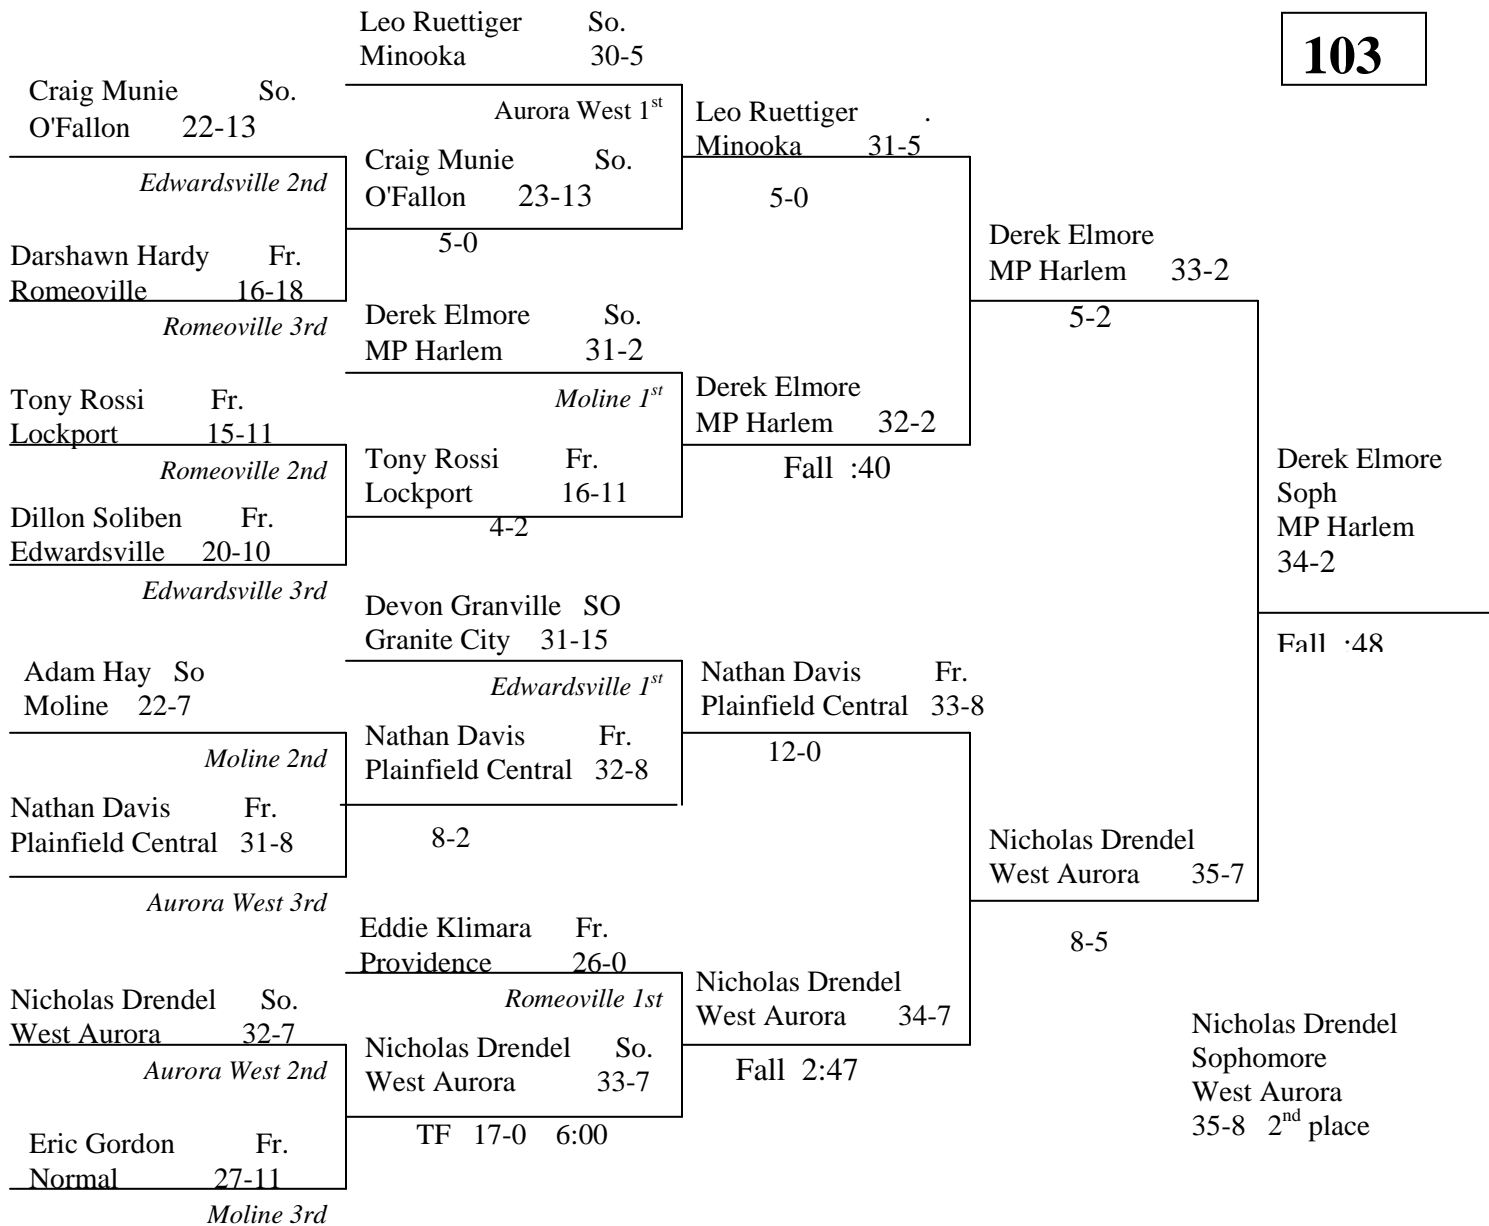 103
Craig Munie So.
O'Fallon 22-13
Edwardsville 2nd
Darshawn Hardy Fr.
Romeoville 16-18
Romeoville 3rd
Tony Rossi Fr.
Lockport 15-11
Romeoville 2nd
Dillon Soliben Fr.
Edwardsville 20-10
Edwardsville 3rd
Adam Hay So
Moline 22-7
Moline 2nd
Nathan Davis Fr.
Plainfield Central 31-8
Aurora West 3rd
Nicholas Drendel So.
West Aurora 32-7
Aurora West 2nd
Eric Gordon Fr.
Normal 27-11
Moline 3rd
Leo Ruettiger So.
Minooka 30-5
Aurora West 1st
Craig Munie So.
O'Fallon 23-13
5-0
Derek Elmore So.
MP Harlem 31-2
Moline 1st
Tony Rossi Fr.
Lockport 16-11
4-2
Devon Granville SO
Granite City 31-15
Edwardsville 1st
Nathan Davis Fr.
Plainfield Central 32-8
8-2
Eddie Klimara Fr.
Providence 26-0
Romeoville 1st
Nicholas Drendel So.
West Aurora 33-7
TF 17-0 6:00
Leo Ruettiger .
Minooka 31-5
5-0
Derek Elmore
MP Harlem 32-2
Fall :40
Nathan Davis Fr.
Plainfield Central 33-8
12-0
Nicholas Drendel
West Aurora 34-7
Fall 2:47
Derek Elmore
MP Harlem 33-2
5-2
Nicholas Drendel
West Aurora 35-7
8-5
Derek Elmore
Soph
MP Harlem
34-2
Fall :48
Nicholas Drendel
Sophomore
West Aurora
35-8 2nd place